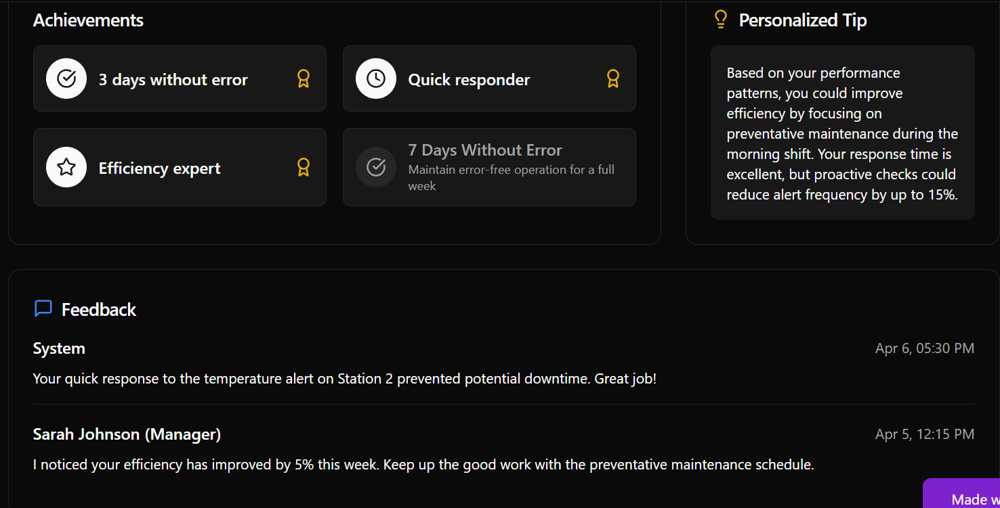 Achievements
3 days without error
Quick responder
Efficiency expert
7 Days Without Error
Maintain error-free operation for a full
week
Personalized Tip
Based on your performance
patterns, you could improve
efficiency by focusing on
preventative maintenance during the
morning shift. Your response time is
excellent, but proactive checks could
reduce alert frequency by up to 15%.
Feedback
System
Apr 6, 05:30 PM
Your quick response to the temperature alert on Station 2 prevented potential downtime. Great job!
Sarah Johnson (Manager)
Apr 5, 12:15 PM
I noticed your efficiency has improved by 5% this week. Keep up the good work with the preventative maintenance schedule.
Made